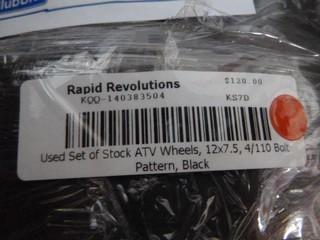 Rapid Revolutions $120.00
KQQ-140383504 KS7D
Used Set of Stock ATV Wheels, 12x7.5, 4/110 Bolt
Pattern, Black